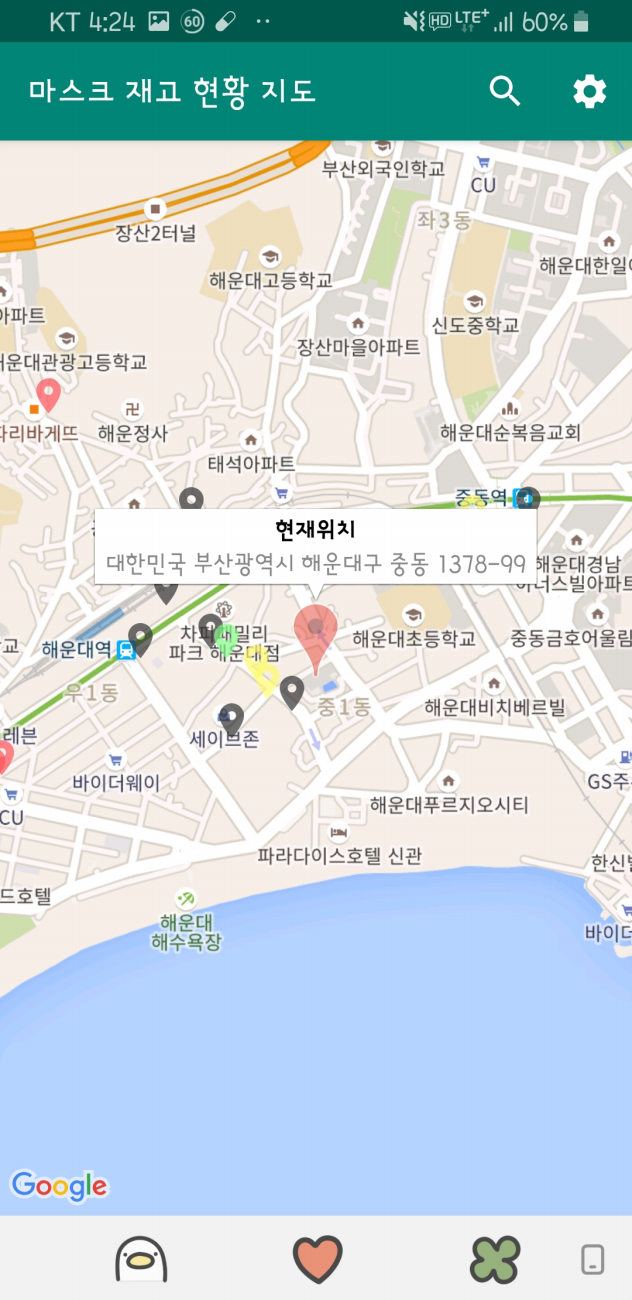 KT 4:24 60 HD LTE+ 60%
마스크 재고 현황 지도
부산외국인학교
CU
좌3동
장산2터널
해운대고등학교
해운대한일
아파트
신도중학교
장산마을아파트
해운대관광고등학교
파리바게뜨
해운정사
해운대순복음교회
태석아파트
중동역
현재위치
대한민국 부산광역시 해운대구 중동 1378-99
해운대경남
아너스빌아파트
차피패밀리
파크 해운대점
해운대초등학교
중동금호어울림
해운대역
우1동
중1동
해운대비치베르빌
레븐
세이브존
바이더웨이
GS주
CU
해운대푸르지오시티
파라다이스호텔 신관
한신
드호텔
해운대
해수욕장
바이더
Google